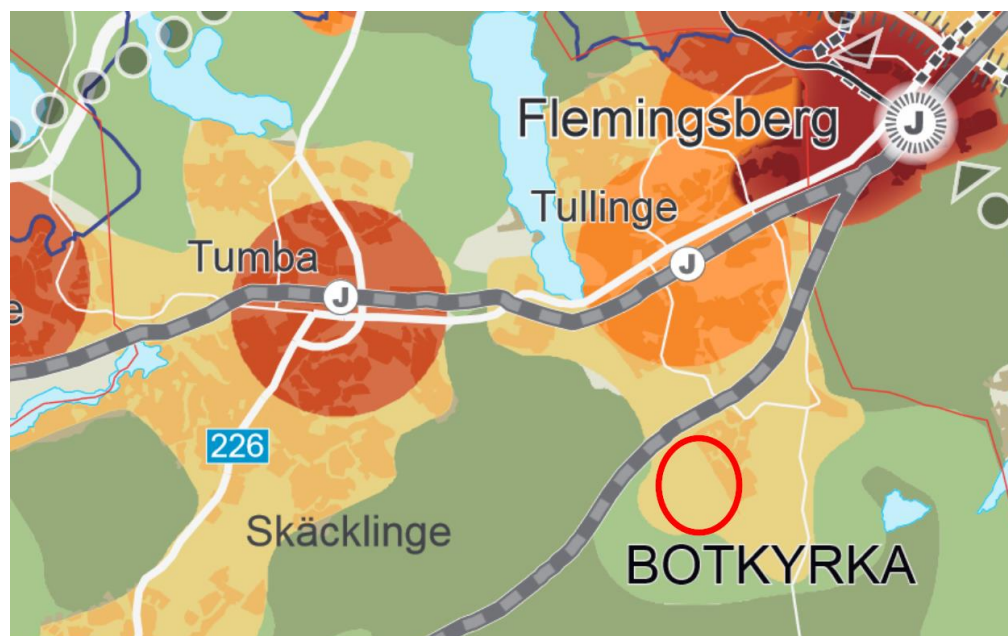 Flemingsberg
J
Tullinge
Tumba
J
J
e
226
Skäcklinge
BOTKYRKA